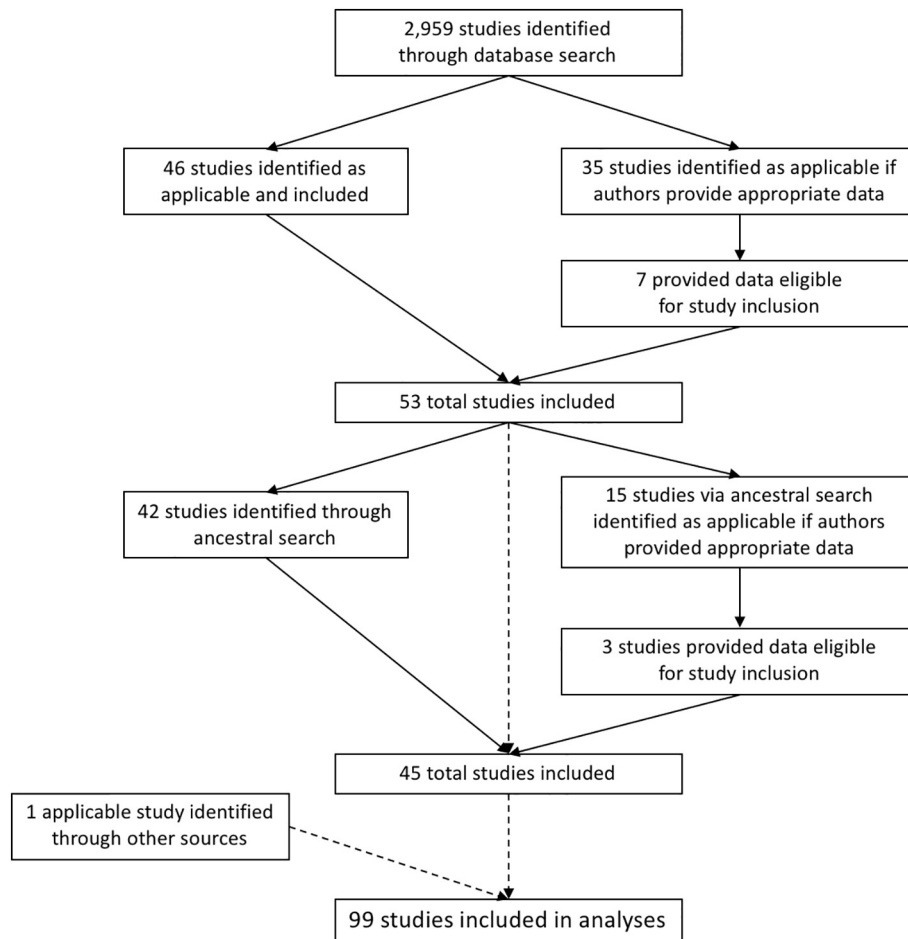 2,959 studies identified
through database search
46 studies identified as
applicable and included
35 studies identified as applicable if
authors provide appropriate data
7 provided data eligible
for study inclusion
53 total studies included
42 studies identified through
ancestral search
15 studies via ancestral search
identified as applicable if authors
provided appropriate data
3 studies provided data eligible
for study inclusion
45 total studies included
1 applicable study identified
through other sources
99 studies included in analyses